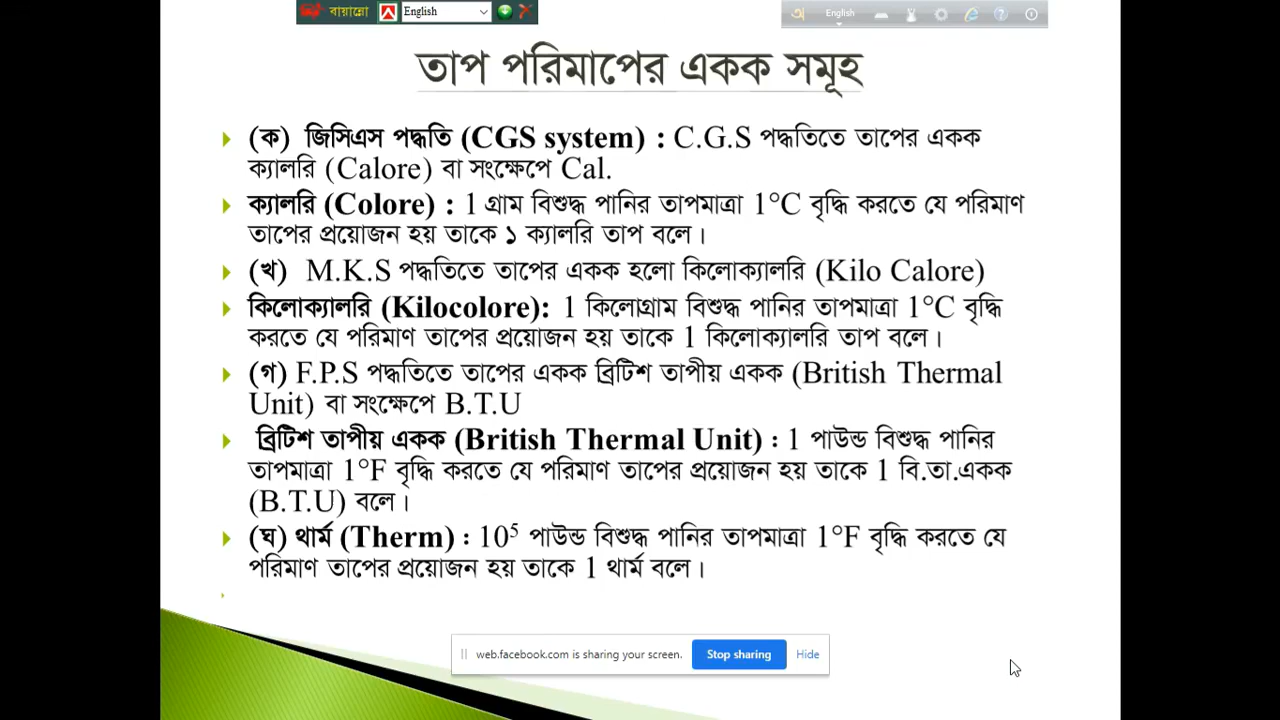 বায়ান্নো English
অ English
তাপ পরিমাপের একক সমূহ
(ক) জিসিএস পদ্ধতি (CGS system) : C.G.S পদ্ধতিতে তাপের একক
ক্যালরি (Calore) বা সংক্ষেপে Cal.
ক্যালরি (Colore) : 1 গ্রাম বিশুদ্ধ পানির তাপমাত্রা 1°C বৃদ্ধি করতে যে পরিমাণ
তাপের প্রয়োজন হয় তাকে ১ ক্যালরি তাপ বলে।
(খ) M.K.S পদ্ধতিতে তাপের একক হলো কিলোক্যালরি (Kilo Calore)
কিলোক্যালরি (Kilocolore): 1 কিলোগ্রাম বিশুদ্ধ পানির তাপমাত্রা 1°C বৃদ্ধি
করতে যে পরিমাণ তাপের প্রয়োজন হয় তাকে 1 কিলোক্যালরি তাপ বলে।
(গ) F.P.S পদ্ধতিতে তাপের একক ব্রিটিশ তাপীয় একক (British Thermal
Unit) বা সংক্ষেপে B.T.U
ব্রিটিশ তাপীয় একক (British Thermal Unit) : 1 পাউন্ড বিশুদ্ধ পানির
তাপমাত্রা 1°F বৃদ্ধি করতে যে পরিমাণ তাপের প্রয়োজন হয় তাকে 1 বি.তা.একক
(B.T.U) বলে।
(ঘ) থার্ম (Therm) : 10⁵ পাউন্ড বিশুদ্ধ পানির তাপমাত্রা 1°F বৃদ্ধি করতে যে
পরিমাণ তাপের প্রয়োজন হয় তাকে 1 থার্ম বলে।
web.facebook.com is sharing your screen. Stop sharing Hide